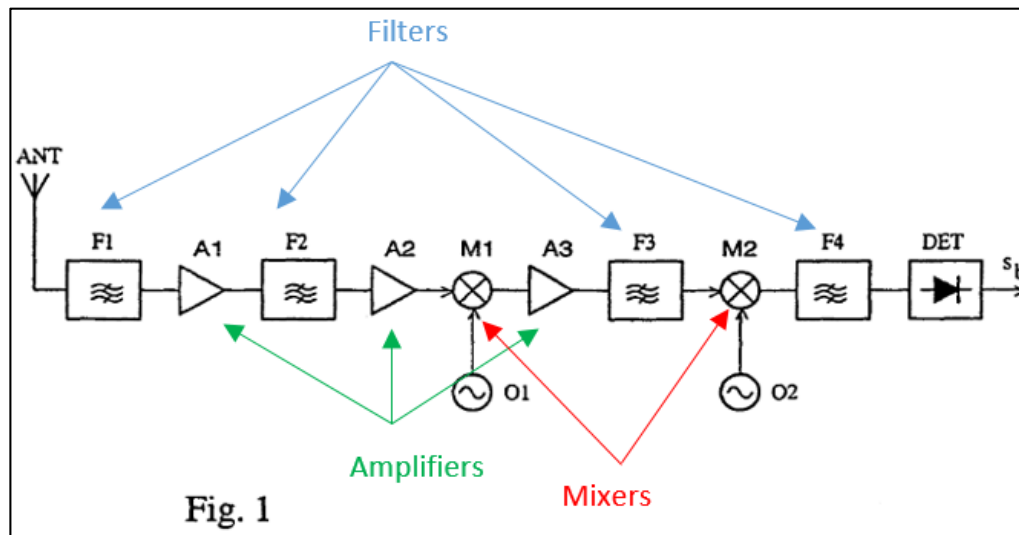 Filters
ANT
F1 A1 F2 A2 M1 A3 F3 M2 F4 DET
O1 O2
Amplifiers
Mixers
Fig. 1